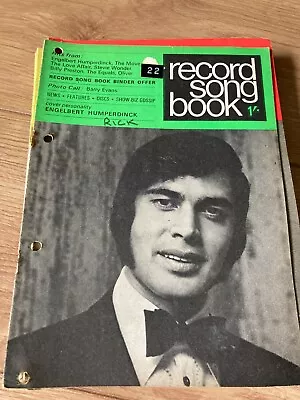 Hits from
Engelbert Humperdinck, The Move
The Love Affair, Stevie Wonder
Billy Preston, The Equals, Oliver
RECORD SONG BOOK BINDER OFFER
Photo Call Barry Evans
NEWS • FEATURES • DISCS • SHOW BIZ GOSSIP
cover personality
ENGELBERT HUMPERDINCK
RICK
22
record
song
book
1/-